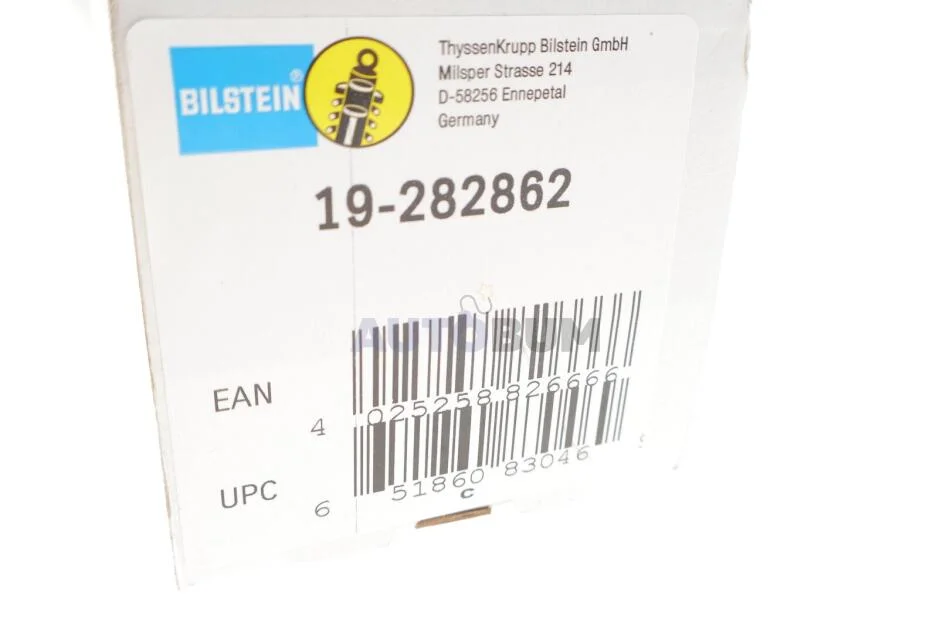 BILSTEIN®
ThyssenKrupp Bilstein GmbH
Milsper Strasse 214
D-58256 Ennepetal
Germany
19-282862
AUTOBUM
EAN
4 025258 826666
UPC
6 51860 83046
C